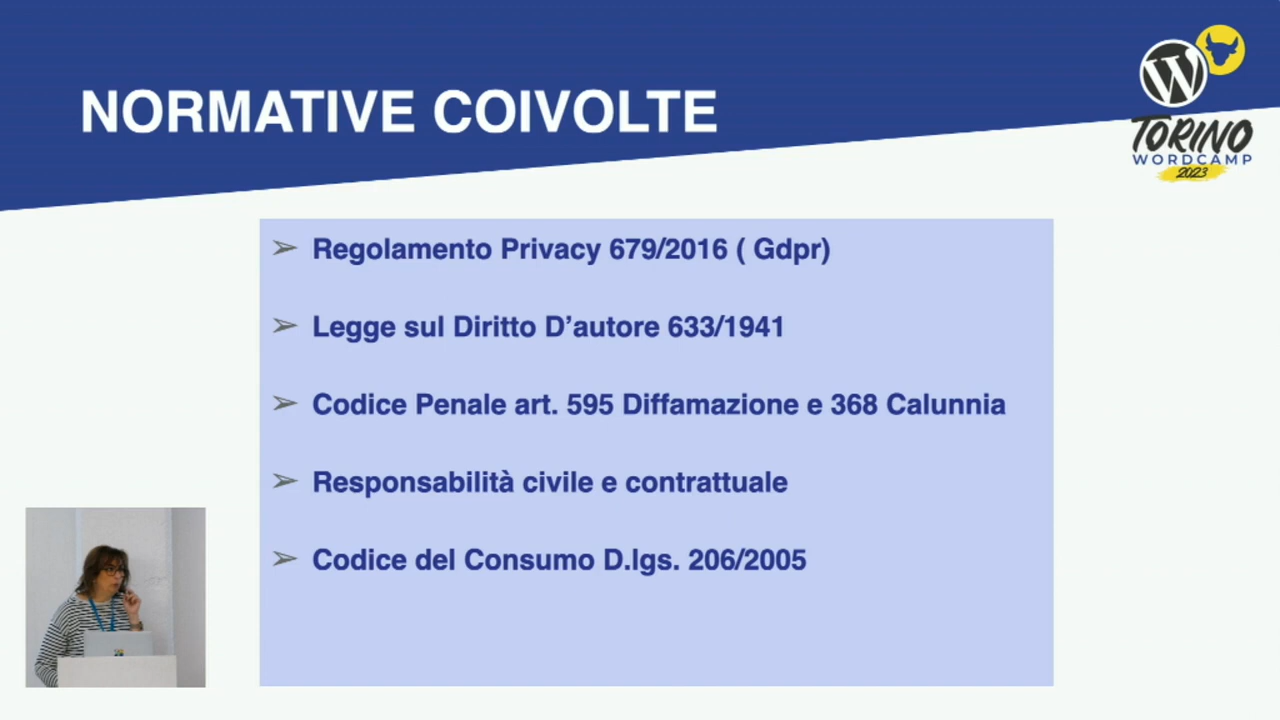 NORMATIVE COIVOLTE
TORINO
WORDCAMP
2023
➢ Regolamento Privacy 679/2016 ( Gdpr)
➢ Legge sul Diritto D’autore 633/1941
➢ Codice Penale art. 595 Diffamazione e 368 Calunnia
➢ Responsabilità civile e contrattuale
➢ Codice del Consumo D.lgs. 206/2005